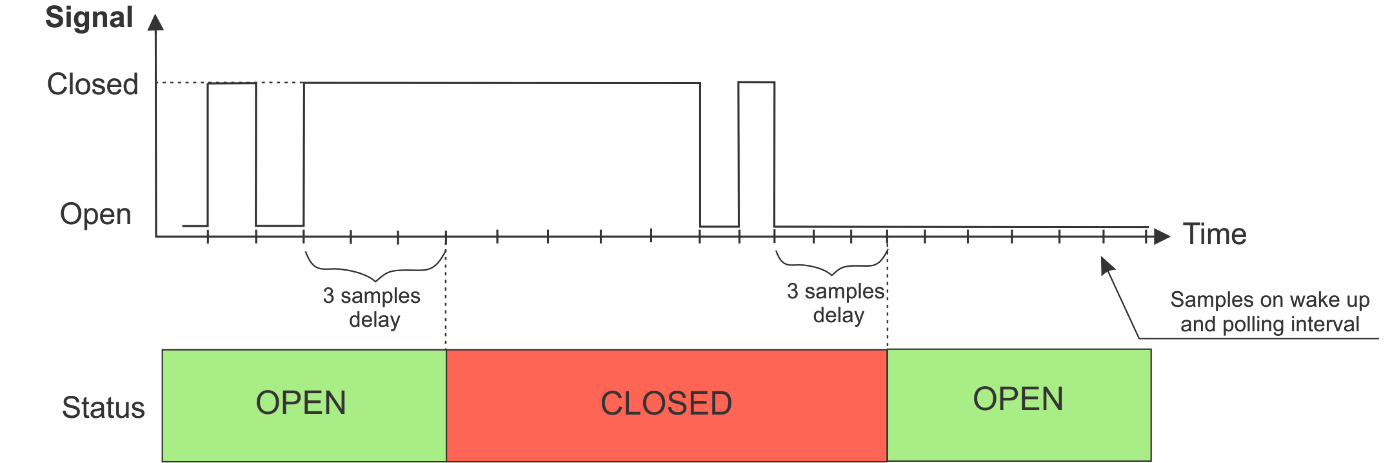 Signal
Closed
Open
Time
3 samples
delay
3 samples
delay
Samples on wake up
and polling interval
Status
OPEN
CLOSED
OPEN